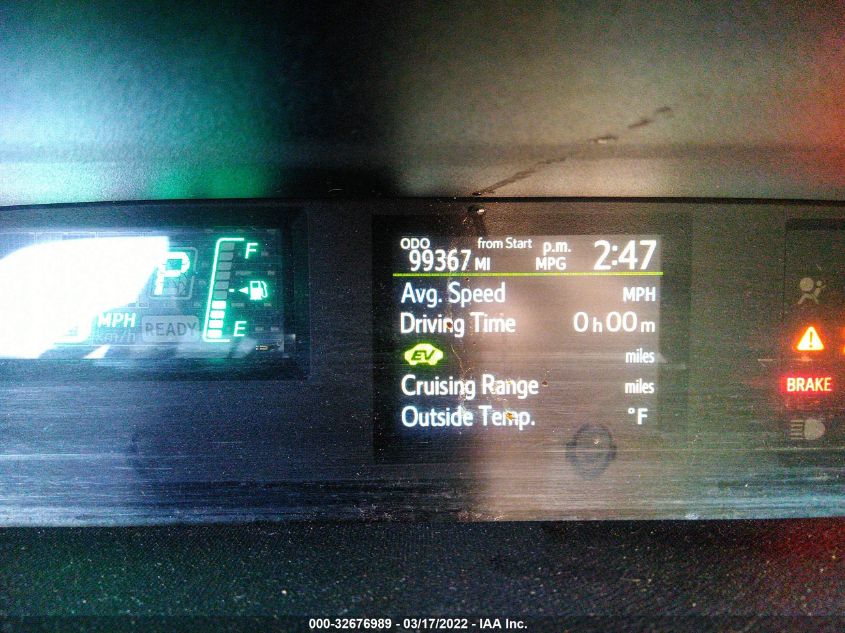 P
F
MPH
km/h
READY
E
ODO
from Start
p.m.
2:47
99367 MI
MPG
Avg. Speed MPH
Driving Time 0h00m
EV miles
Cruising Range miles
Outside Temp. °F
BRAKE
000-32676989 - 03/17/2022 - IAA Inc.